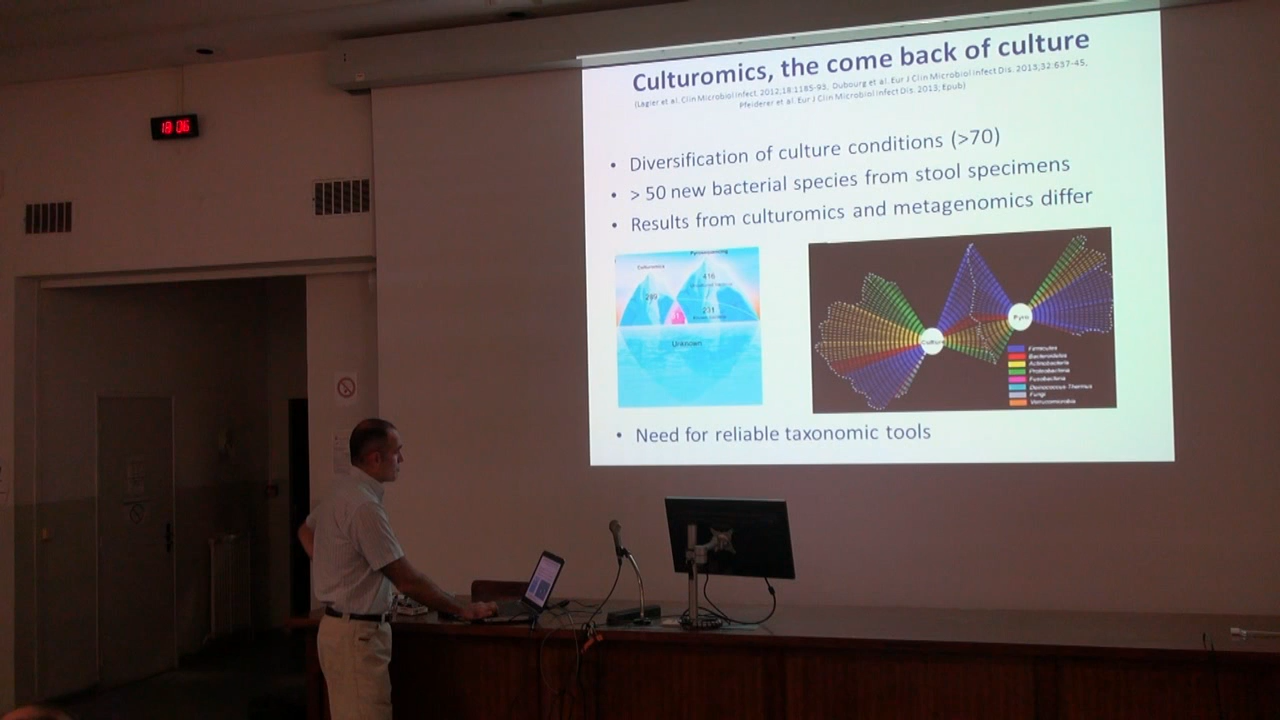 18 06
Culturomics, the come back of culture
(Lagier et al. Clin Microbiol Infect. 2012;18:1185-93, Dubourg et al. Eur J Clin Microbiol Infect Dis. 2013;32:637-45,
Pfleiderer et al. Eur J Clin Microbiol Infect Dis. 2013, Epub)
• Diversification of culture conditions (>70)
• > 50 new bacterial species from stool specimens
• Results from culturomics and metagenomics differ
Culturomics
Pyrosequencing
416
289
231
Unknown
Culture
Pyro
Firmicutes
Bacteroidetes
Actinobacteria
Proteobacteria
Fusobacteria
Deinococcus-Thermus
Fungi
Verrucomicrobia
• Need for reliable taxonomic tools